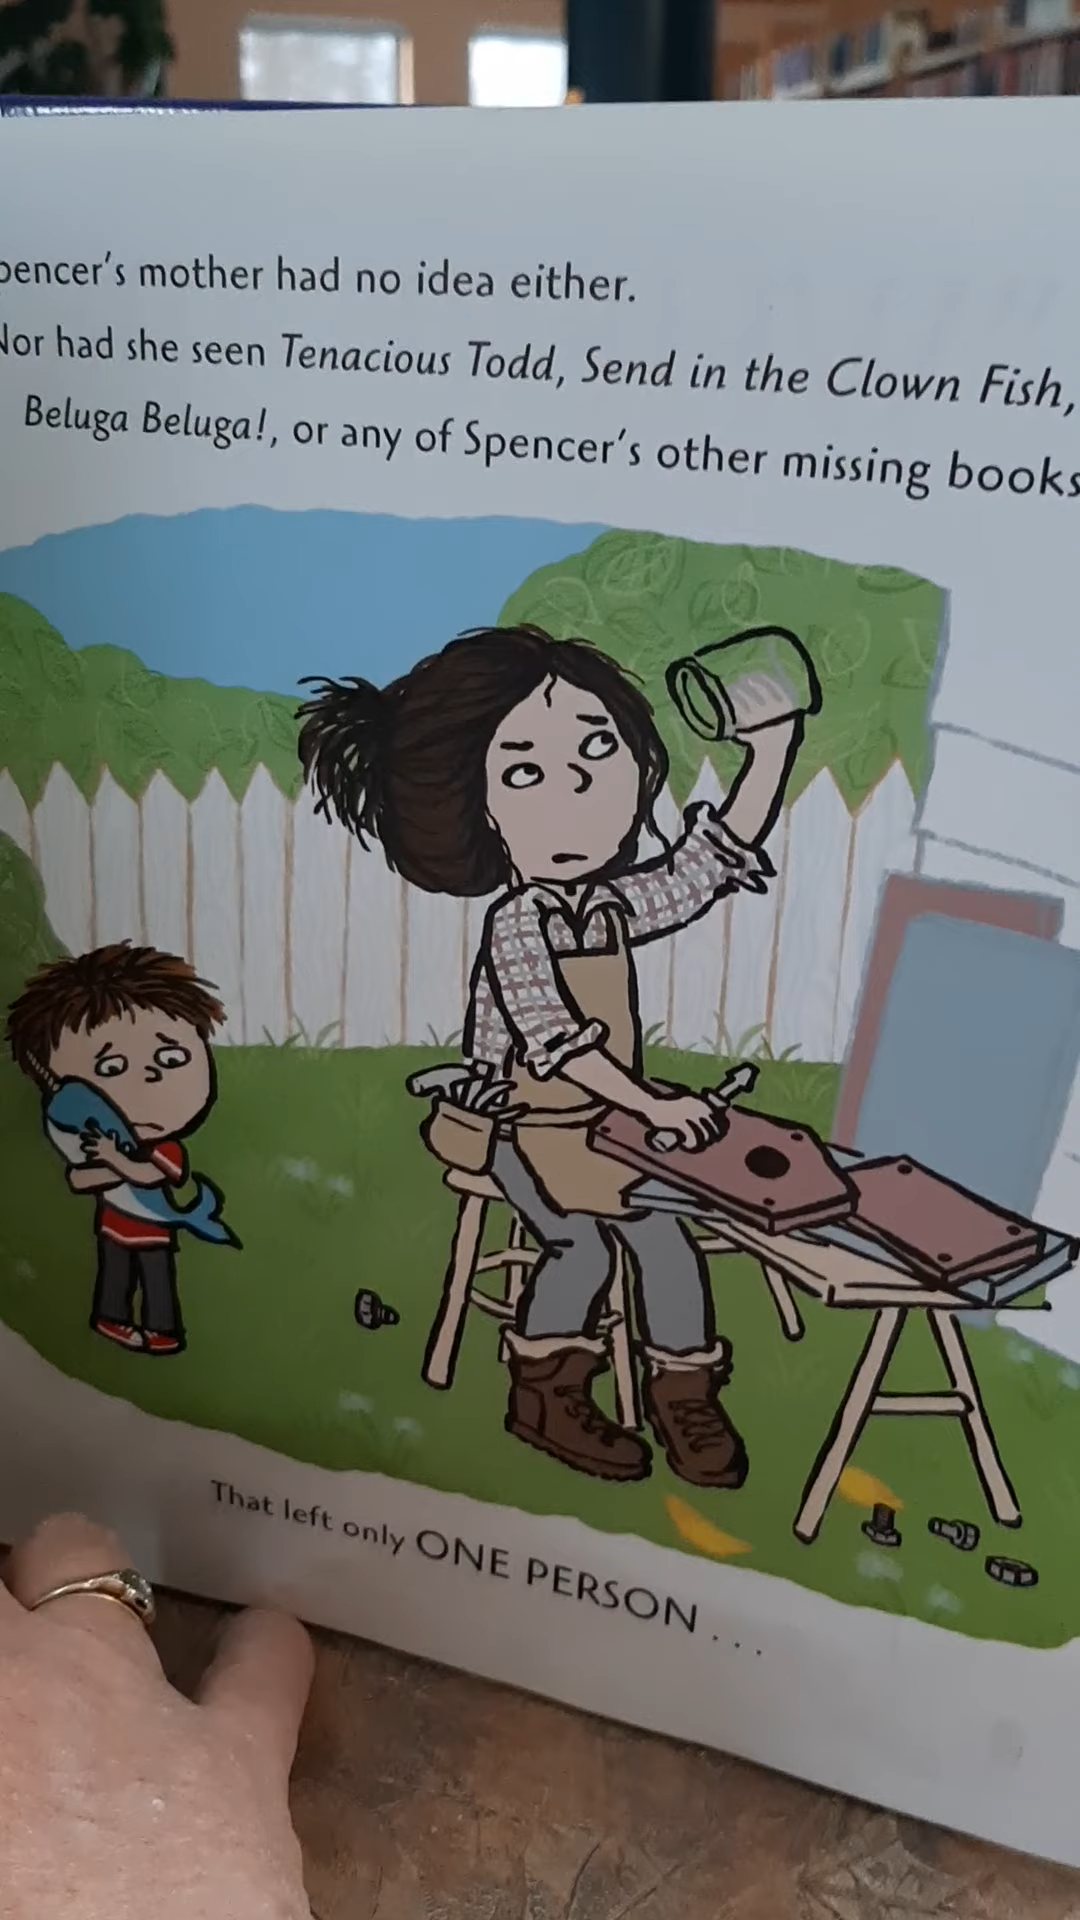 pencer's mother had no idea either.
Nor had she seen Tenacious Todd, Send in the Clown Fish,
Beluga Beluga!, or any of Spencer's other missing books
That left only ONE PERSON . . .